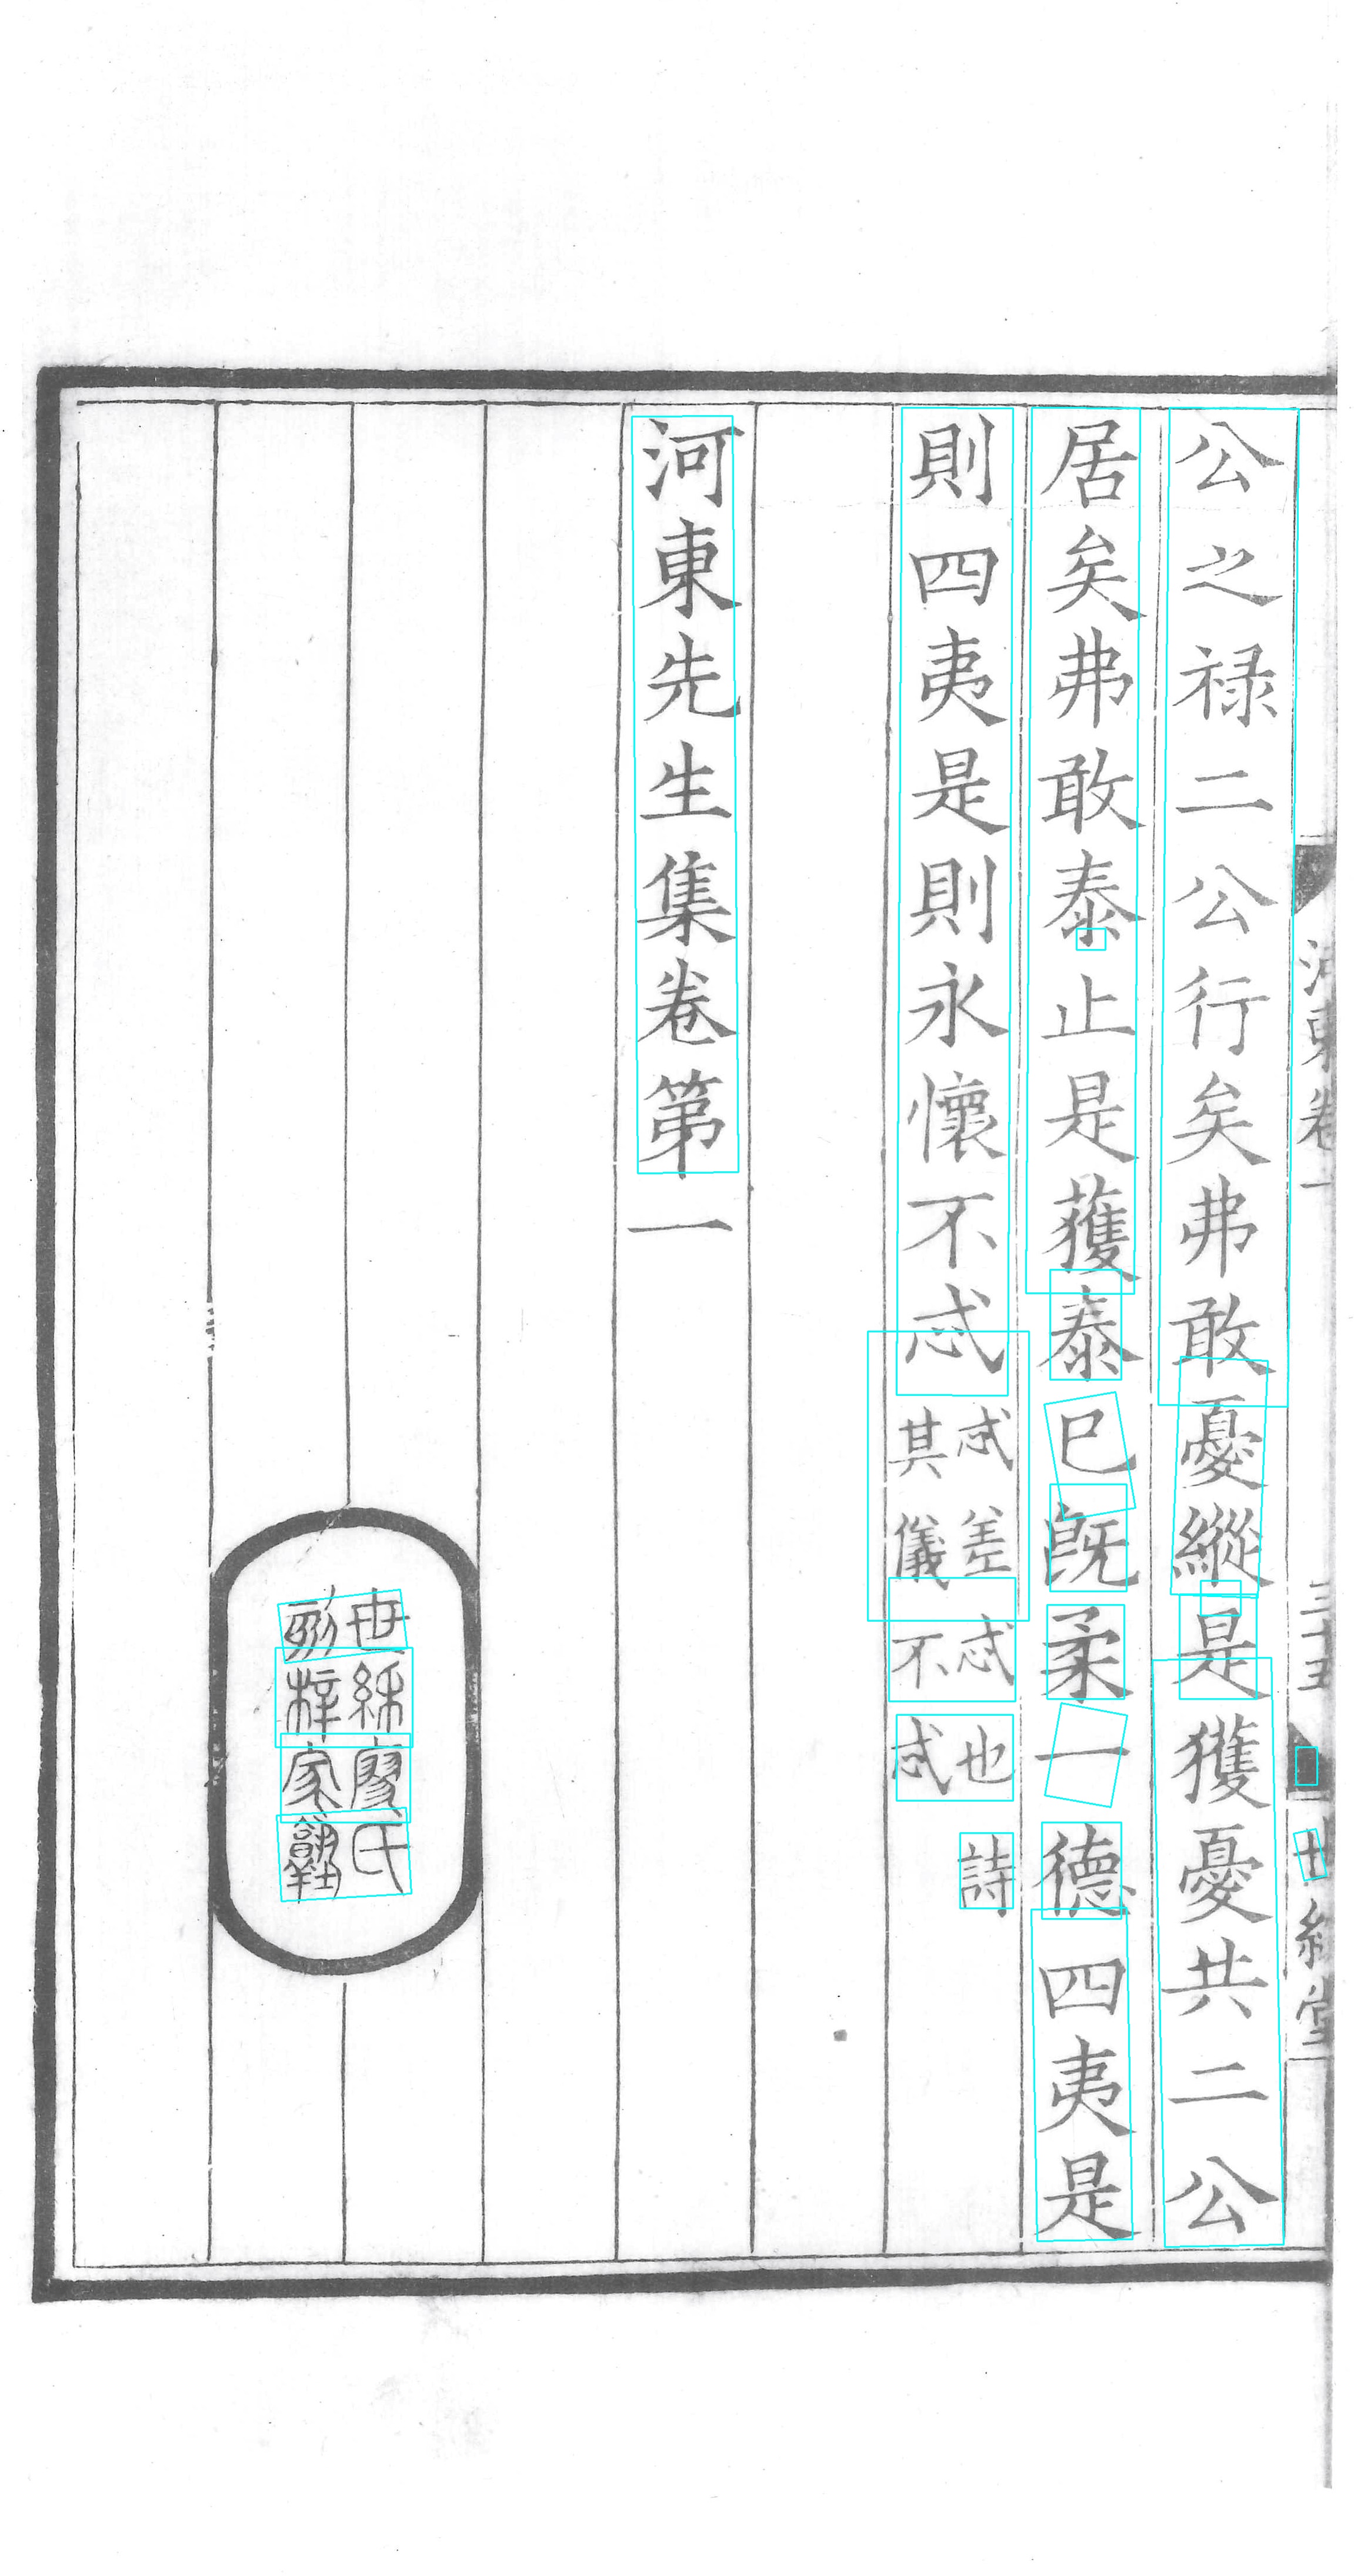 公之祿二公行矣弗敢憂縱是獲憂共二公
居矣弗敢泰止是獲泰已既柔一德四夷是
則四夷是則永懷不忒
忒差忒也詩
其儀不忒
河東先生集卷第一
世綵廖氏
刻梓家塾
河東卷一
三十五
世綵堂